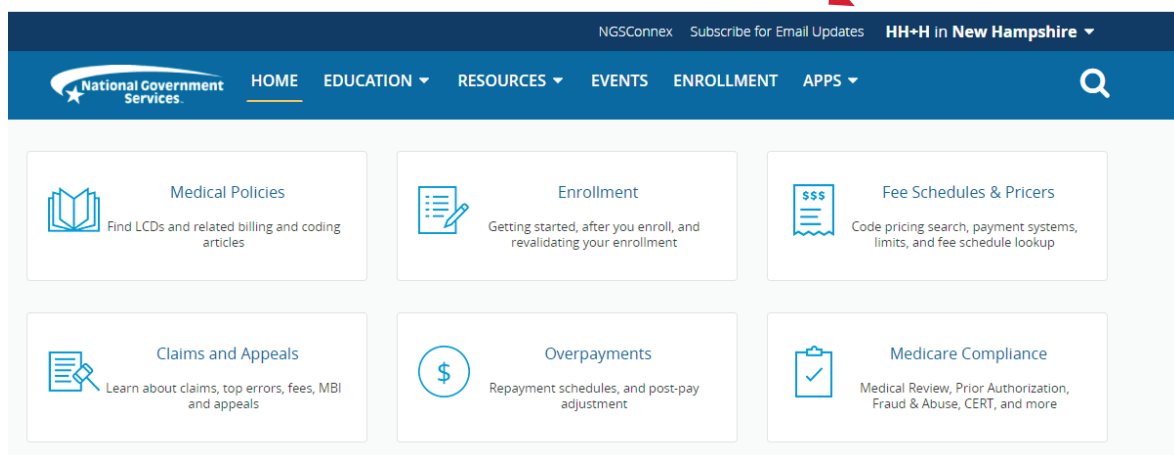 NGSConnex Subscribe for Email Updates HH+H in New Hampshire
National Government
Services.
HOME EDUCATION RESOURCES EVENTS ENROLLMENT APPS
Medical Policies
Find LCDs and related billing and coding
articles
Enrollment
Getting started, after you enroll, and
revalidating your enrollment
$$$
Fee Schedules & Pricers
Code pricing search, payment systems,
limits, and fee schedule lookup
Claims and Appeals
Learn about claims, top errors, fees, MBI
and appeals
$
Overpayments
Repayment schedules, and post-pay
adjustment
Medicare Compliance
Medical Review, Prior Authorization,
Fraud & Abuse, CERT, and more